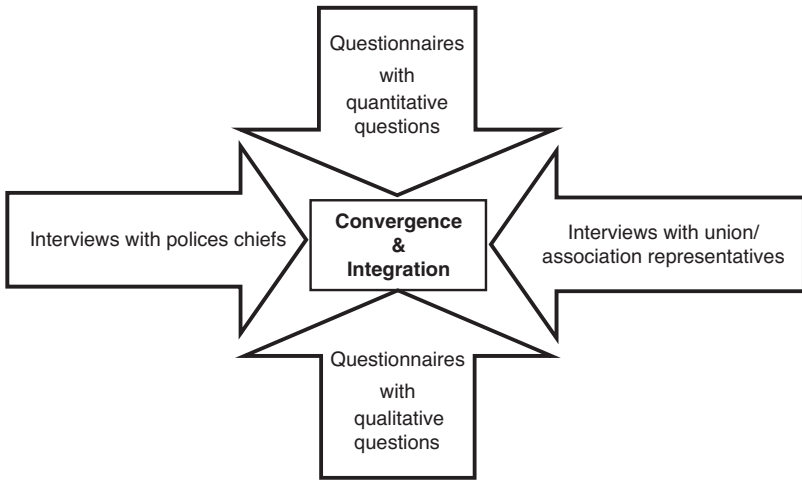 Questionnaires
with
quantitative
questions
Interviews with polices chiefs
Convergence
&
Integration
Interviews with union/
association representatives
Questionnaires
with
qualitative
questions